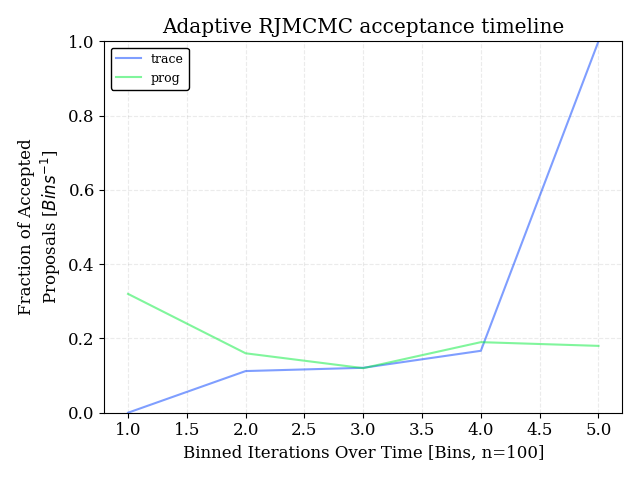 Adaptive RJMCMC acceptance timeline
trace
prog
Fraction of Accepted
Proposals [Bins⁻¹]
1.0
0.8
0.6
0.4
0.2
0.0
1.0 1.5 2.0 2.5 3.0 3.5 4.0 4.5 5.0
Binned Iterations Over Time [Bins, n=100]